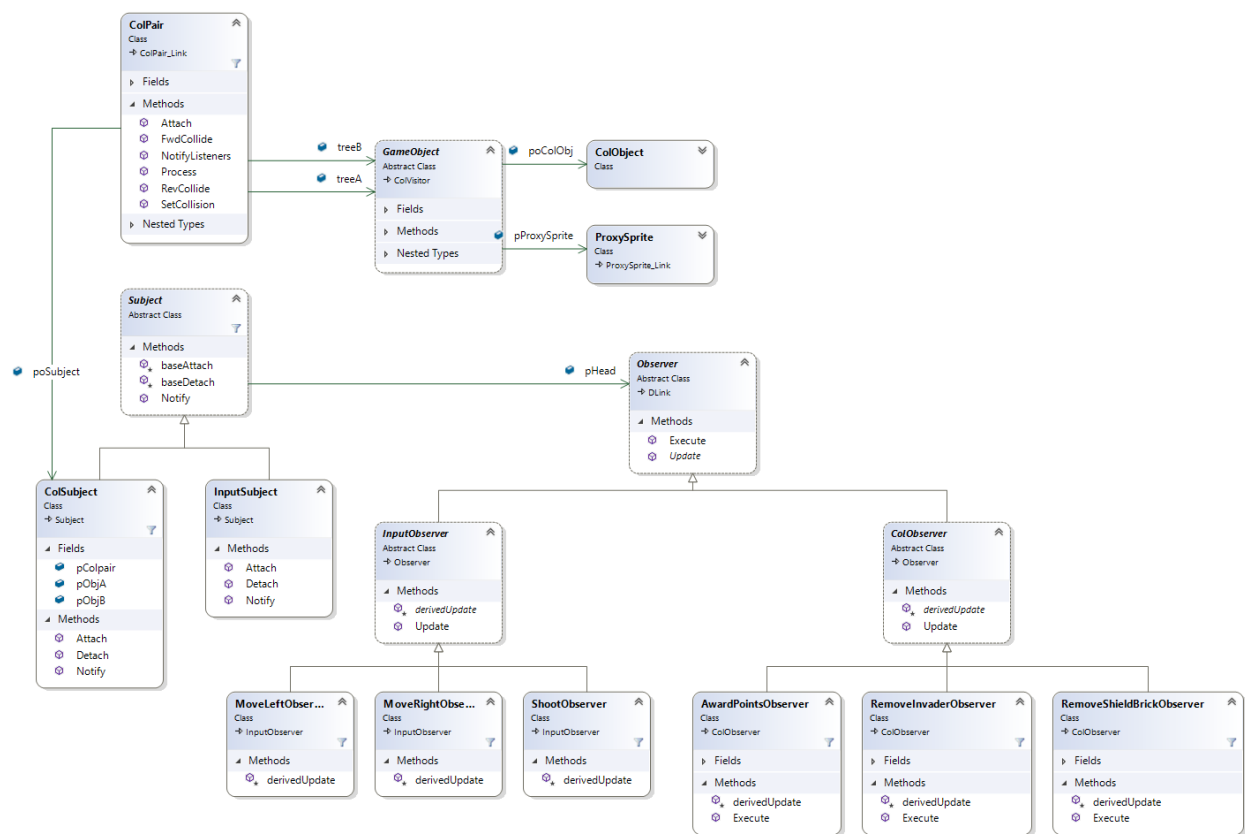 ColPair
Class
ColPair_Link
Fields
Methods
Attach
FwdCollide
NotifyListeners
Process
RevCollide
SetCollision
Nested Types
treeB
treeA
GameObject
Abstract Class
ColVisitor
Fields
Methods
Nested Types
poColObj
ColObject
Class
pProxySprite
ProxySprite
Class
ProxySprite_Link
poSubject
Subject
Abstract Class
Methods
baseAttach
baseDetach
Notify
pHead
Observer
Abstract Class
DLink
Methods
Execute
Update
ColSubject
Class
Subject
Fields
pColpair
pObjA
pObjB
Methods
Attach
Detach
Notify
InputSubject
Class
Subject
Methods
Attach
Detach
Notify
InputObserver
Abstract Class
Observer
Methods
derivedUpdate
Update
ColObserver
Abstract Class
Observer
Methods
derivedUpdate
Update
MoveLeftObser...
Class
InputObserver
Methods
derivedUpdate
MoveRightObse...
Class
InputObserver
Methods
derivedUpdate
ShootObserver
Class
InputObserver
Methods
derivedUpdate
AwardPointsObserver
Class
ColObserver
Fields
Methods
derivedUpdate
Execute
RemoveInvaderObserver
Class
ColObserver
Fields
Methods
derivedUpdate
Execute
RemoveShieldBrickObserver
Class
ColObserver
Fields
Methods
derivedUpdate
Execute